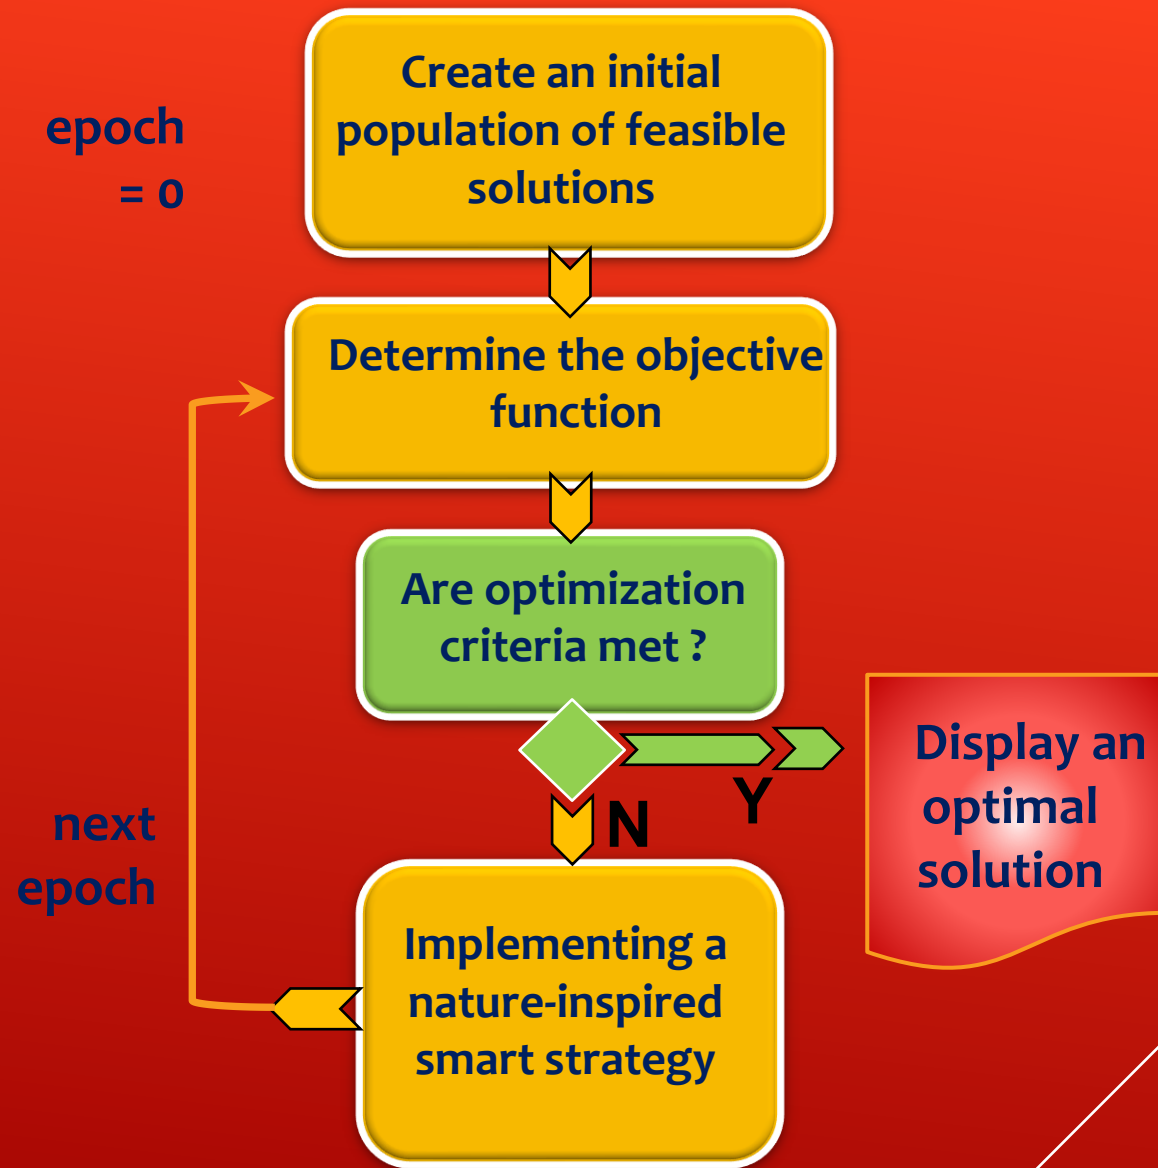 epoch
= 0
Create an initial
population of feasible
solutions
Determine the objective
function
Are optimization
criteria met ?
Y
N
Display an
optimal
solution
next
epoch
Implementing a
nature-inspired
smart strategy